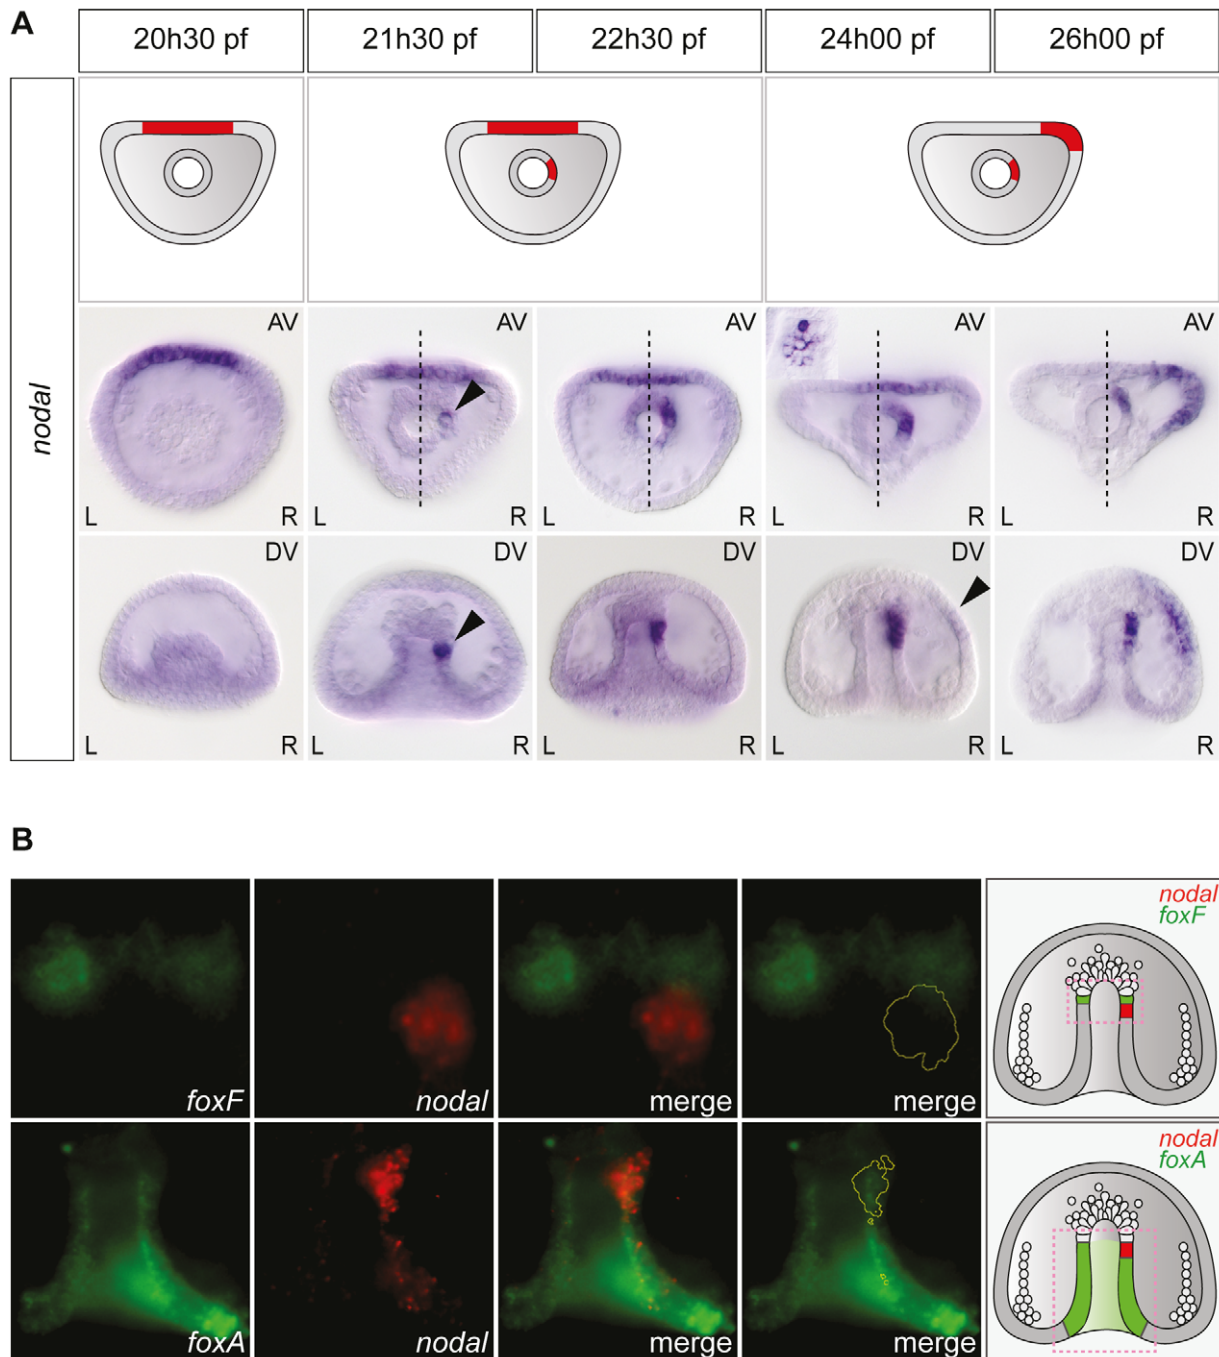 A
20h30 pf
21h30 pf
22h30 pf
24h00 pf
26h00 pf
nodal
AV
L R
AV
L R
AV
L R
AV
L R
AV
L R
DV
L R
DV
L R
DV
L R
DV
L R
DV
L R
B
foxF
nodal
merge
merge
nodal
foxF
foxA
nodal
merge
merge
nodal
foxA